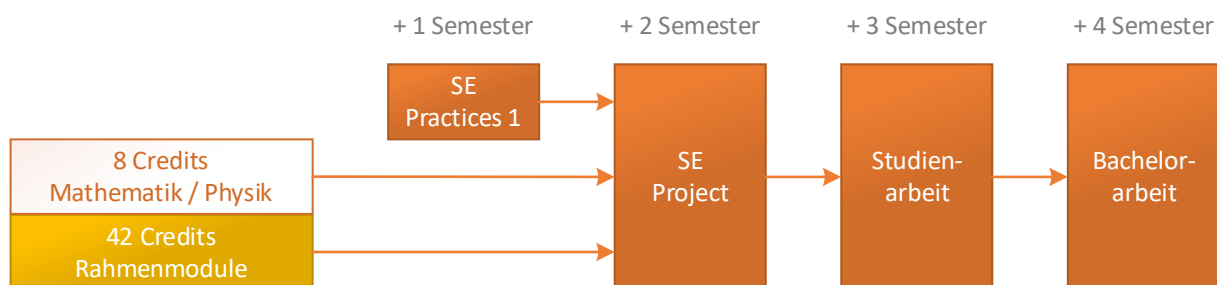 + 1 Semester
+ 2 Semester
+ 3 Semester
+ 4 Semester
SE
Practices 1
8 Credits
Mathematik / Physik
42 Credits
Rahmenmodule
SE
Project
Studien-
arbeit
Bachelor-
arbeit